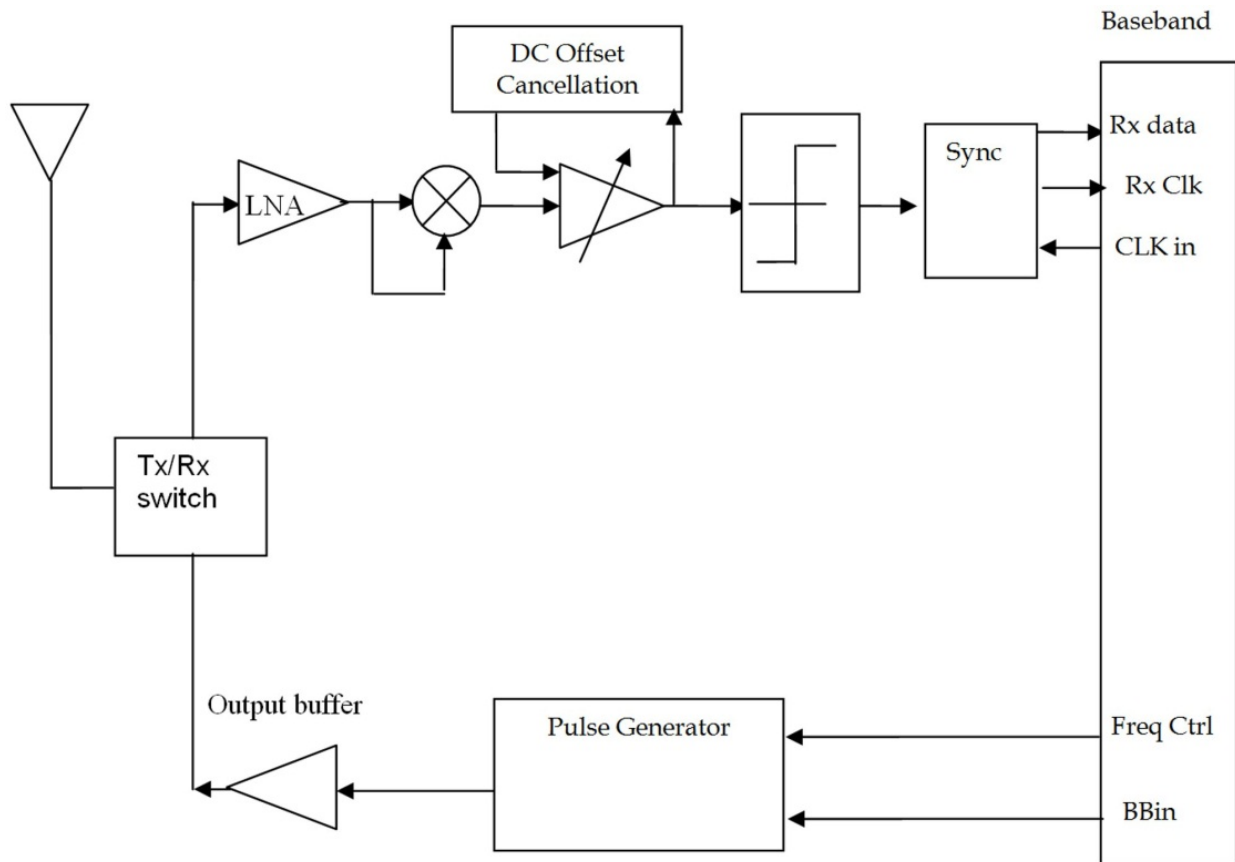 Baseband
DC Offset
Cancellation
Rx data
Sync
Rx Clk
LNA
CLK in
Tx/Rx
switch
Output buffer
Pulse Generator
Freq Ctrl
BBin